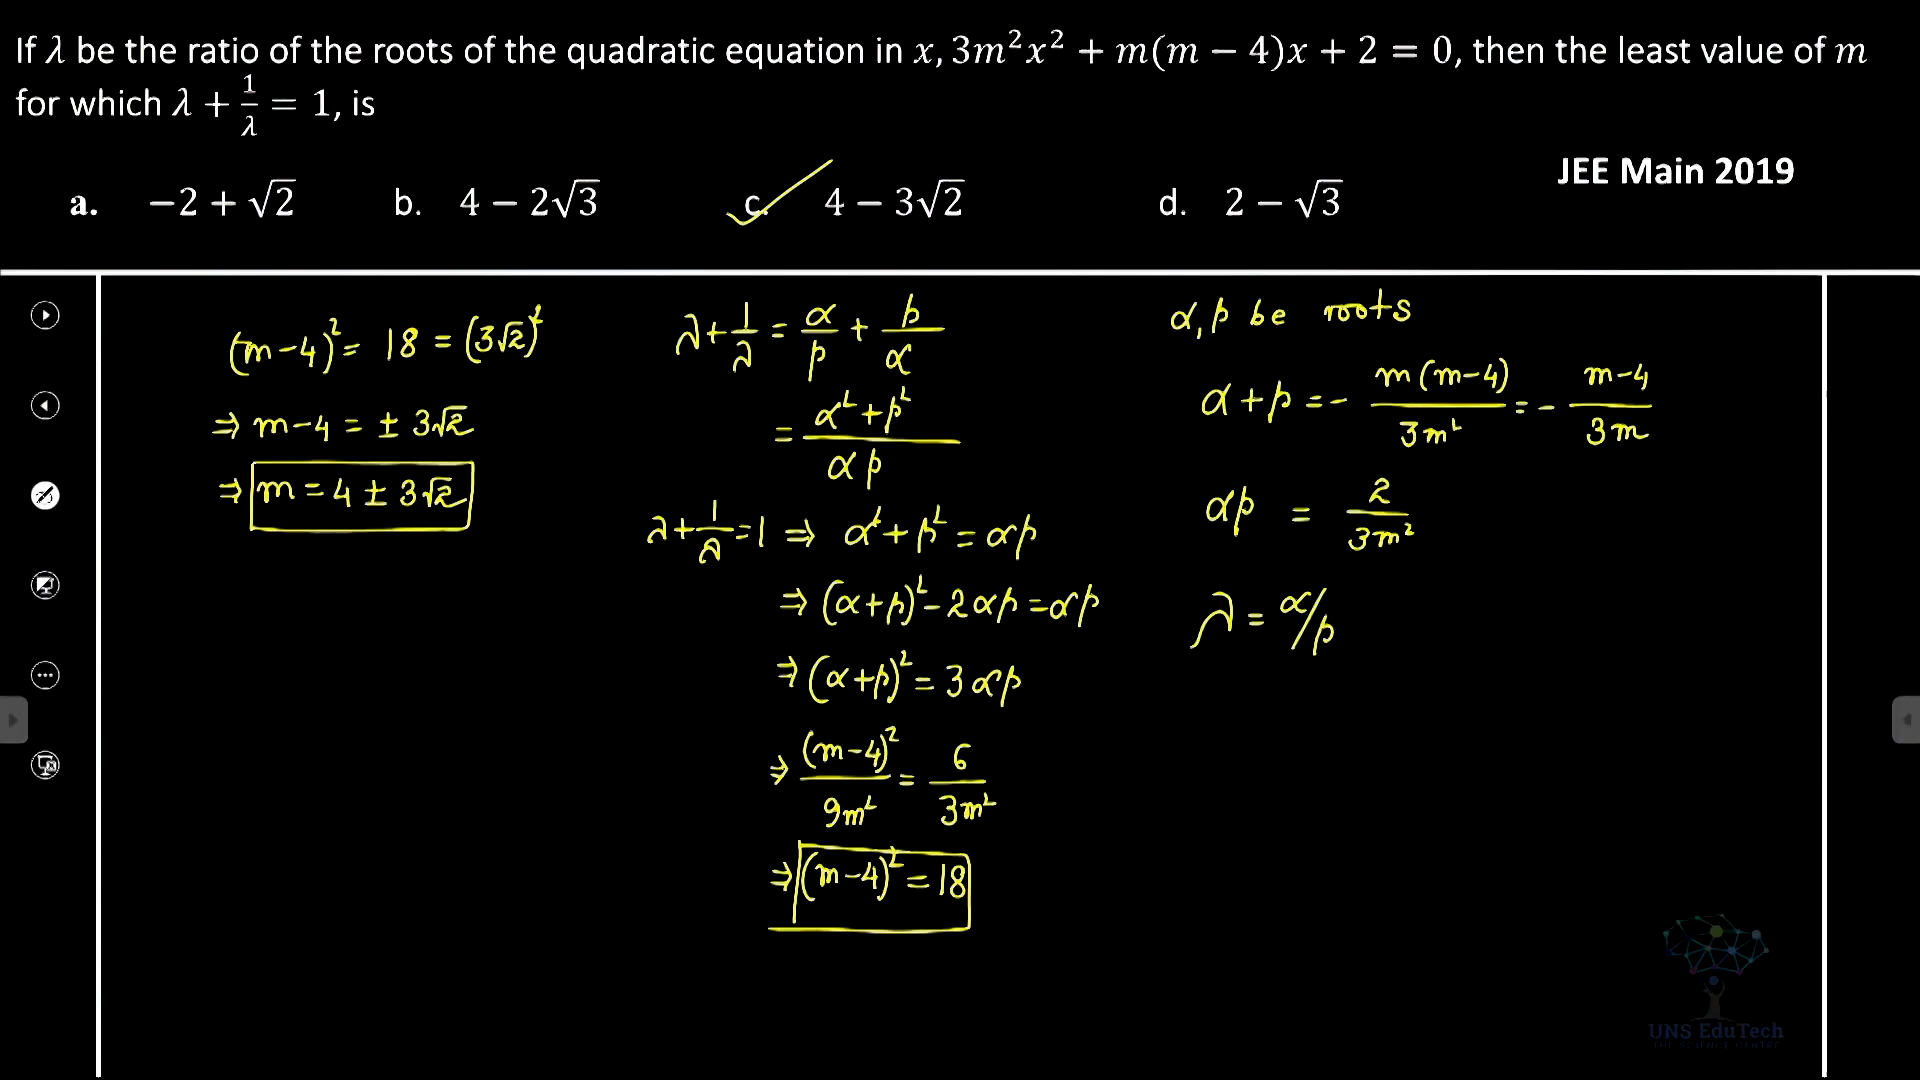 If λ be the ratio of the roots of the quadratic equation in x, 3m²x² + m(m − 4)x + 2 = 0, then the least value of m
for which λ + 1/λ = 1, is
JEE Main 2019
a. −2 + √2 b. 4 − 2√3 c. 4 − 3√2 d. 2 − √3
(m−4)² = 18 = (3√2)²
⇒ m−4 = ± 3√2
⇒ m = 4 ± 3√2
λ + 1/λ = α/β + β/α
= (α² + β²)/(αβ)
λ + 1/λ = 1 ⇒ α² + β² = αβ
⇒ (α+β)² − 2αβ = αβ
⇒ (α+β)² = 3αβ
⇒ (m−4)²/9m² = 6/3m²
⇒ (m−4)² = 18
α, β be roots
α + β = − m(m−4)/3m² = − (m−4)/3m
αβ = 2/3m²
λ = α/β
UNS EduTech